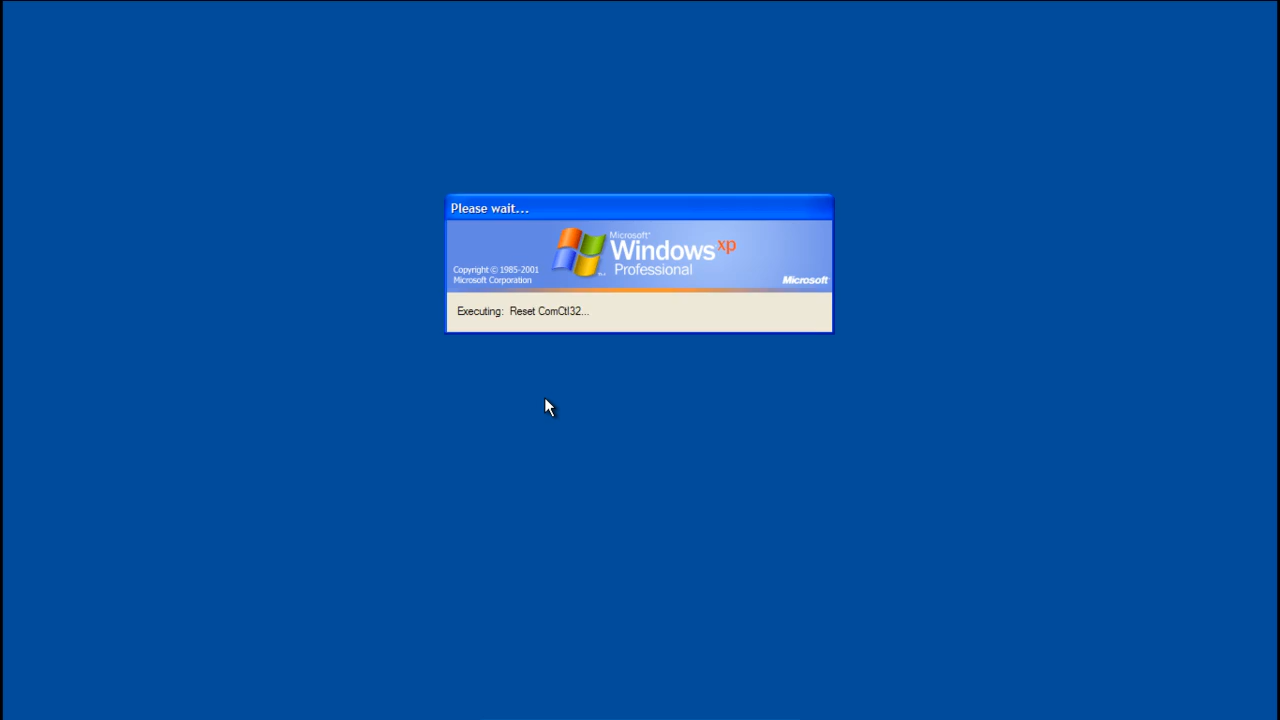 Please wait...
Microsoft®
Windows xp
Professional
Copyright © 1985-2001
Microsoft Corporation
Microsoft
Executing: Reset ComCtl32...